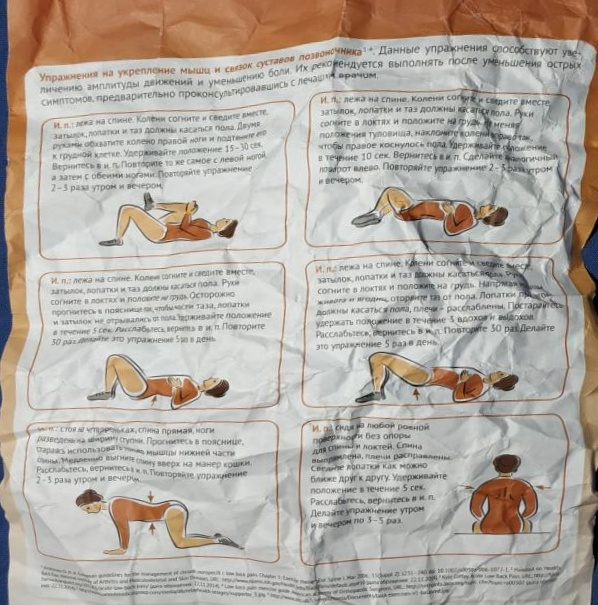 Упражнения на укрепление мышц и связок суставов позвоночника¹⁻⁴. Данные упражнения способствуют уве-
личению амплитуды движений и уменьшению боли. Их рекомендуется выполнять после уменьшения острых
симптомов, предварительно проконсультировавшись с лечащим врачом.
И. п.: лежа на спине. Колени согните и сведите вместе,
затылок, лопатки и таз должны касаться пола. Двумя
руками обхватите колено правой ноги и подтяните его
к грудной клетке. Удерживайте положение 15–30 сек.
Вернитесь в и. п. Повторите то же самое с левой ногой,
а затем с обеими ногами. Повторяйте упражнение
2–3 раза утром и вечером.
И. п.: лежа на спине. Колени согните и сведите вместе,
затылок, лопатки и таз должны касаться пола. Руки
согните в локтях и положите на грудь. Не меняя
положения туловища, наклоните колени вправо так,
чтобы правое коснулось пола. Удерживайте положение
в течение 10 сек. Вернитесь в и. п. Сделайте аналогичный
поворот влево. Повторяйте упражнение 2–3 раза утром
и вечером.
И. п.: лежа на спине. Колени согните и сведите вместе,
затылок, лопатки и таз должны касаться пола. Руки
согните в локтях и положите на грудь. Осторожно
прогнитесь в пояснице так, чтобы части таза, лопатки
и затылок не отрывались от пола. Удерживайте положение
в течение 5 сек. Расслабьтесь, вернитесь в и. п. Повторите
30 раз. Делайте это упражнение 5 раз в день.
И. п.: лежа на спине. Колени согните и сведите вместе,
затылок, лопатки и таз должны касаться пола. Руки
согните в локтях и положите на грудь. Напрягая мышцы
живота и ягодиц, оторвите таз от пола. Лопатки при этом
должны касаться пола, плечи – расслаблены. Постарайтесь
удержать положение в течение 3 вдохов и выдохов.
Расслабьтесь, вернитесь в и. п. Повторите 30 раз. Делайте
это упражнение 5 раз в день.
И. п.: стоя на четвереньках, спина прямая, ноги
разведены на ширину ступни. Прогнитесь в пояснице,
стараясь использовать лишь мышцы нижней части
спины. Медленно выгните спину вверх на манер кошки.
Расслабьтесь, вернитесь в и. п. Повторяйте упражнение
2–3 раза утром и вечером.
И. п.: сидя на любой ровной
поверхности без опоры
для спины и локтей. Спина
выпрямлена, плечи расправлены.
Сведите лопатки как можно
ближе друг к другу. Удерживайте
положение в течение 5 сек.
Расслабьтесь, вернитесь в и. п.
Делайте упражнение утром
и вечером по 3–5 раз.